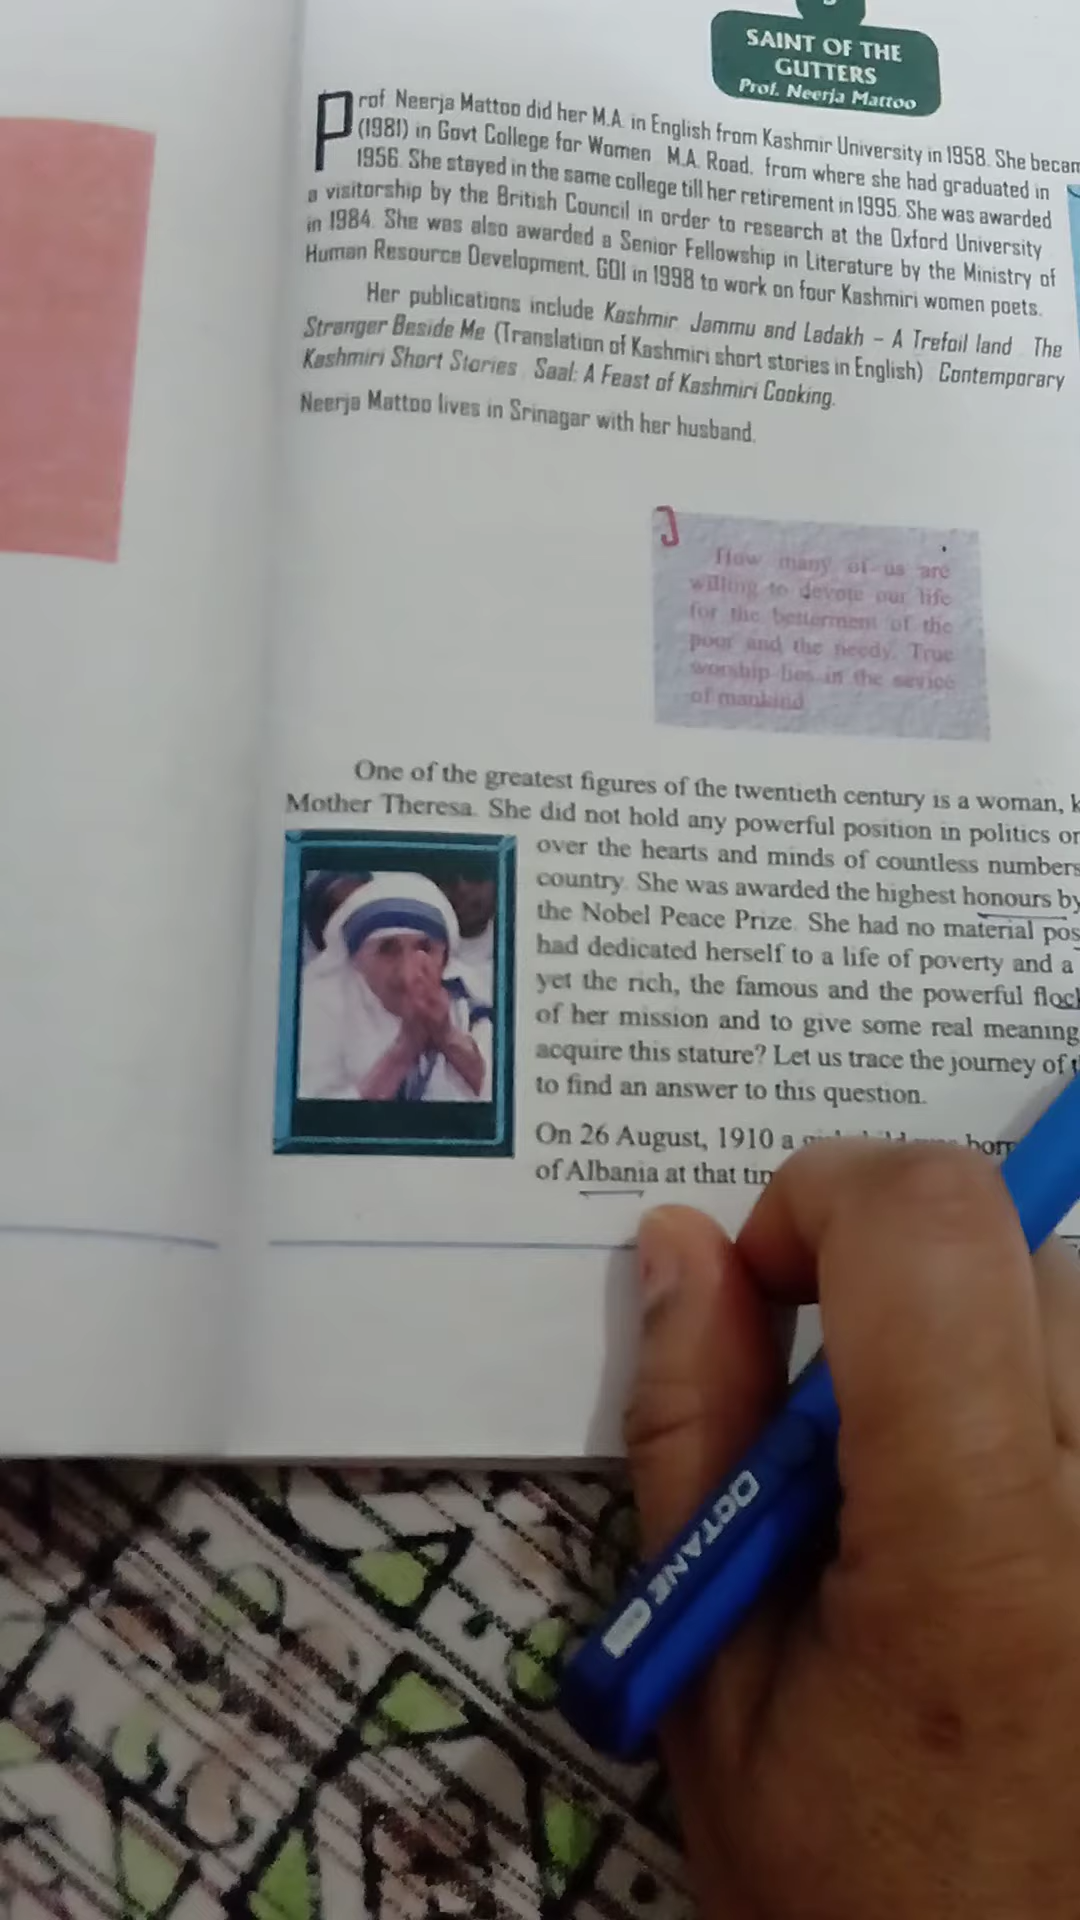 SAINT OF THE
GUTTERS
Prof. Neerja Mattoo
Prof. Neerja Mattoo did her M.A. in English from Kashmir University in 1958. She becam
(1981) in Govt College for Women M.A. Road, from where she had graduated in
1956. She stayed in the same college till her retirement in 1995. She was awarded
a visitorship by the British Council in order to research at the Oxford University
in 1984. She was also awarded a Senior Fellowship in Literature by the Ministry of
Human Resource Development, GOI in 1998 to work on four Kashmiri women poets.
Her publications include Kashmir, Jammu and Ladakh – A Trefoil land The
Stranger Beside Me (Translation of Kashmiri short stories in English) Contemporary
Kashmiri Short Stories, Saal: A Feast of Kashmiri Cooking.
Neerja Mattoo lives in Srinagar with her husband.
How many of us are
willing to devote our life
for the betterment of the
poor and the needy. True
worship lies in the sevice
of mankind
One of the greatest figures of the twentieth century is a woman, k
Mother Theresa. She did not hold any powerful position in politics or
over the hearts and minds of countless numbers
country. She was awarded the highest honours by
the Nobel Peace Prize. She had no material pos
had dedicated herself to a life of poverty and a
yet the rich, the famous and the powerful flock
of her mission and to give some real meaning
acquire this stature? Let us trace the journey of t
to find an answer to this question.
On 26 August, 1910 a born
of Albania at that tim
OCTANE